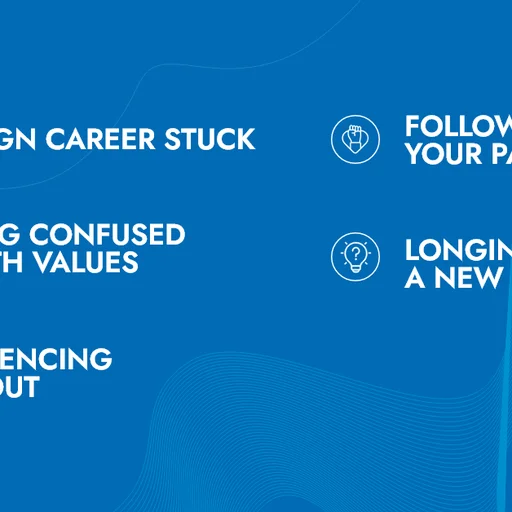 GN CAREER STUCK
G CONFUSED
TH VALUES
ENCING
OUT
FOLLOW
YOUR PA
LONGIN
A NEW